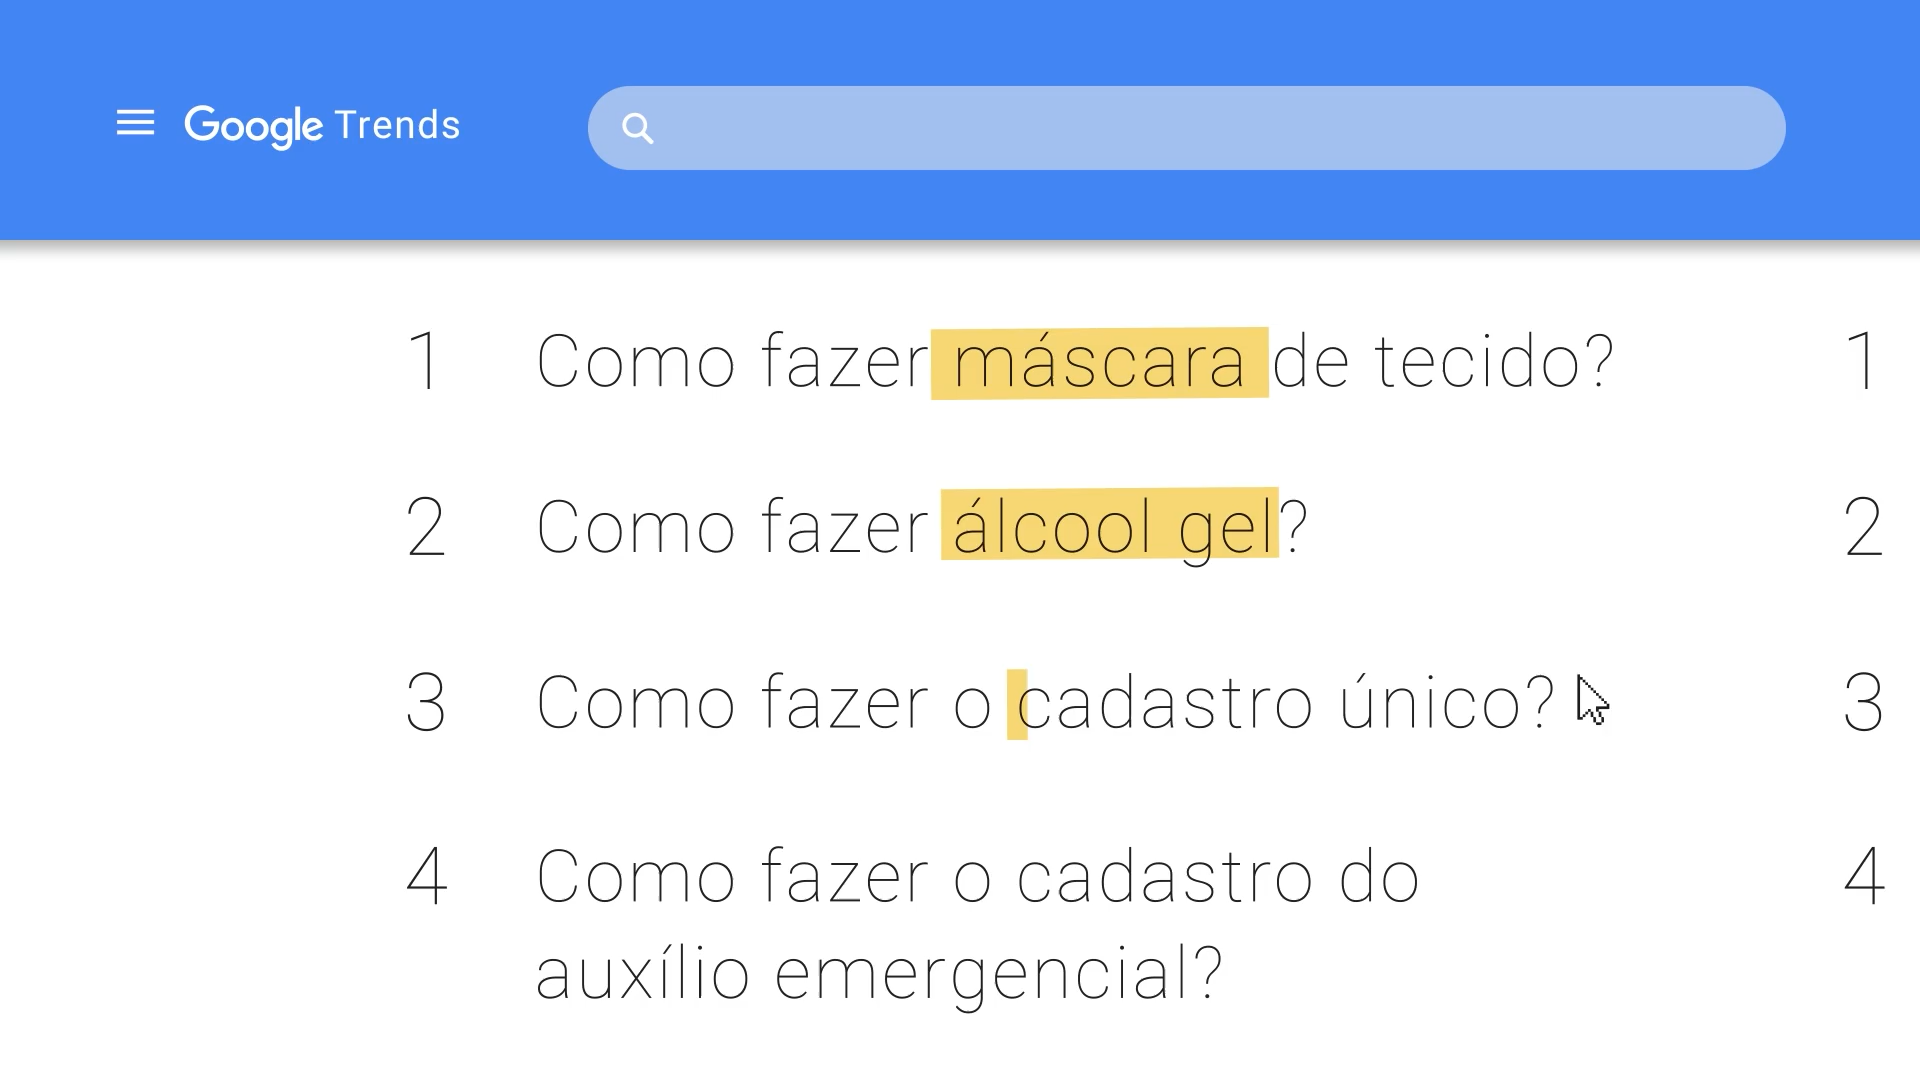 Google Trends
1 Como fazer máscara de tecido? 1
2 Como fazer álcool gel? 2
3 Como fazer o cadastro único? 3
4 Como fazer o cadastro do 4
auxílio emergencial?